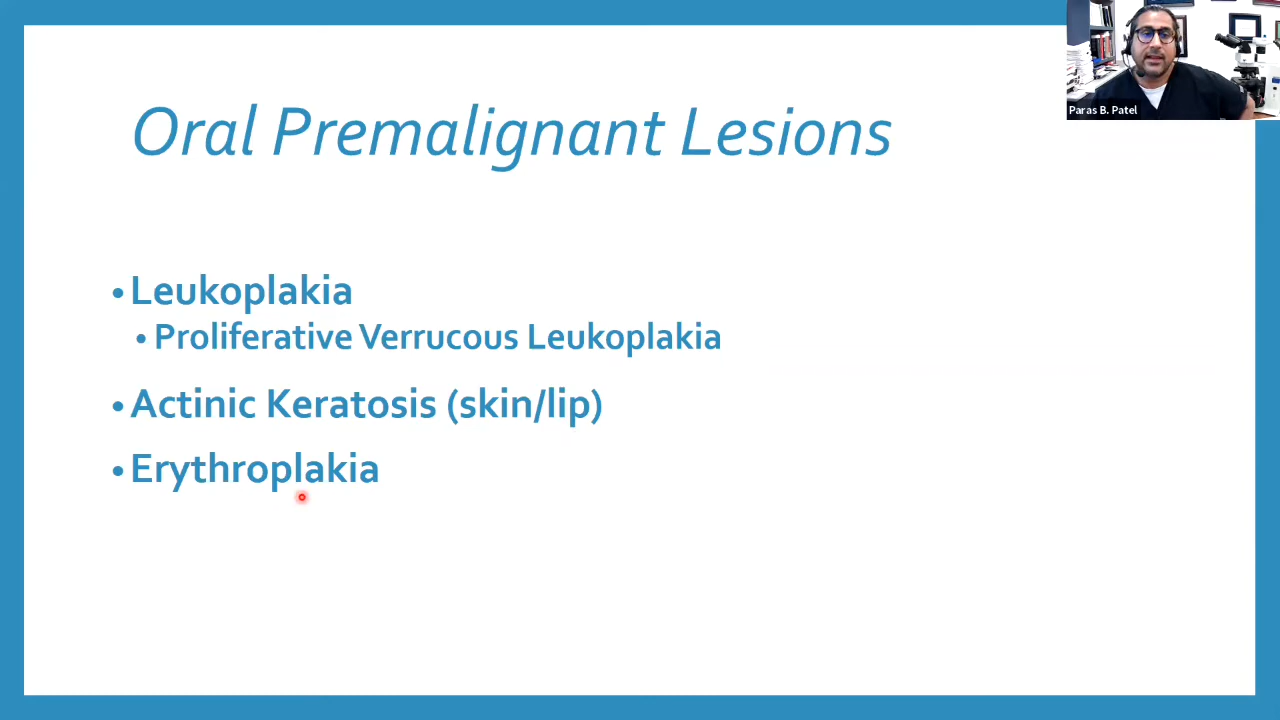 Paras B. Patel
Oral Premalignant Lesions
• Leukoplakia
• Proliferative Verrucous Leukoplakia
• Actinic Keratosis (skin/lip)
• Erythroplakia